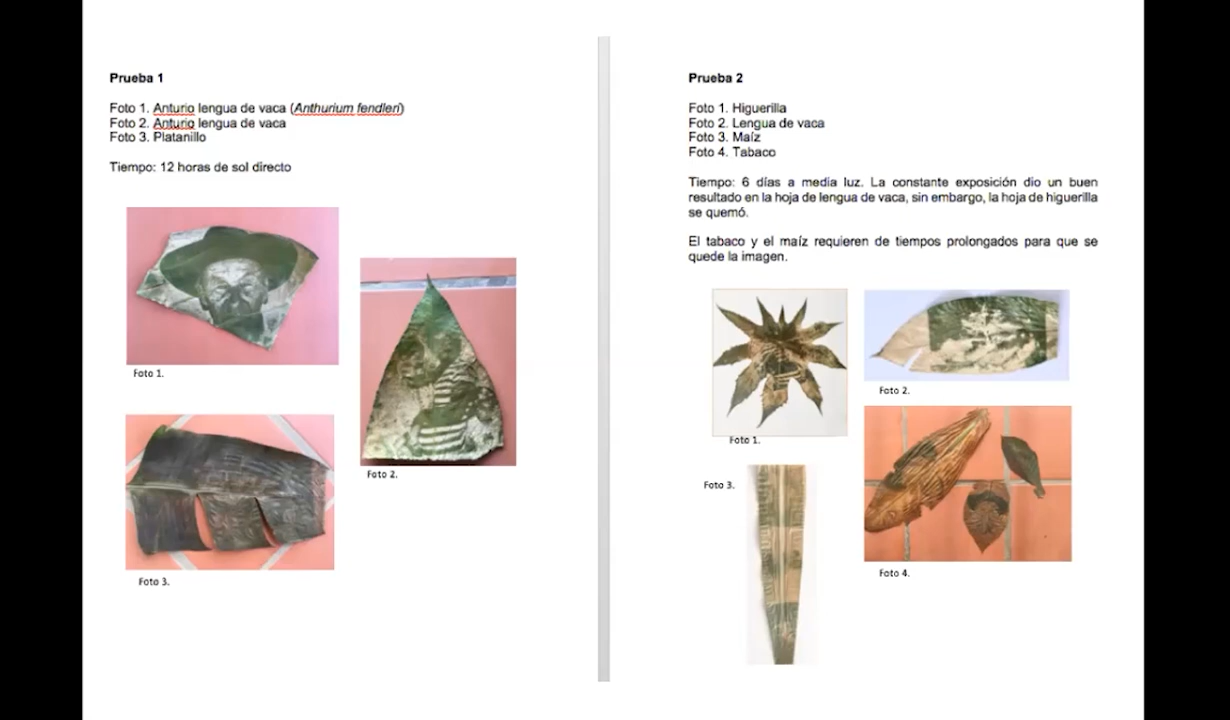 Prueba 1
Foto 1. Anturio lengua de vaca (Anthurium fendleri)
Foto 2. Anturio lengua de vaca
Foto 3. Platanillo
Tiempo: 12 horas de sol directo
Foto 1.
Foto 2.
Foto 3.
Prueba 2
Foto 1. Higuerilla
Foto 2. Lengua de vaca
Foto 3. Maíz
Foto 4. Tabaco
Tiempo: 6 días a media luz. La constante exposición dio un buen
resultado en la hoja de lengua de vaca, sin embargo, la hoja de higuerilla
se quemó.
El tabaco y el maíz requieren de tiempos prolongados para que se
quede la imagen.
Foto 1.
Foto 2.
Foto 3.
Foto 4.